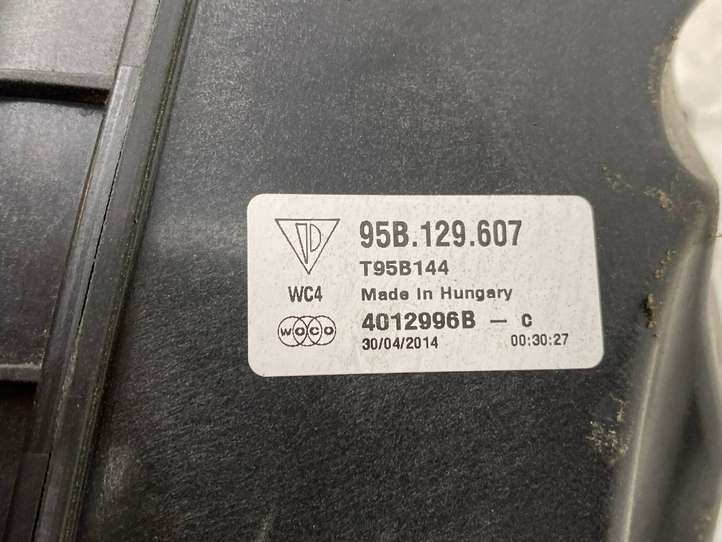 95B.129.607
T95B144
WC4 Made In Hungary
WOCO 4012996B - C
30/04/2014 00:30:27